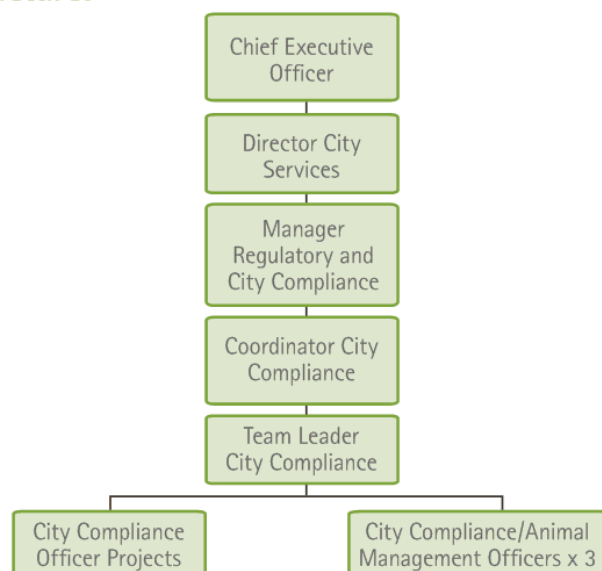 Chief Executive
Officer
Director City
Services
Manager
Regulatory and
City Compliance
Coordinator City
Compliance
Team Leader
City Compliance
City Compliance
Officer Projects
City Compliance/Animal
Management Officers x 3